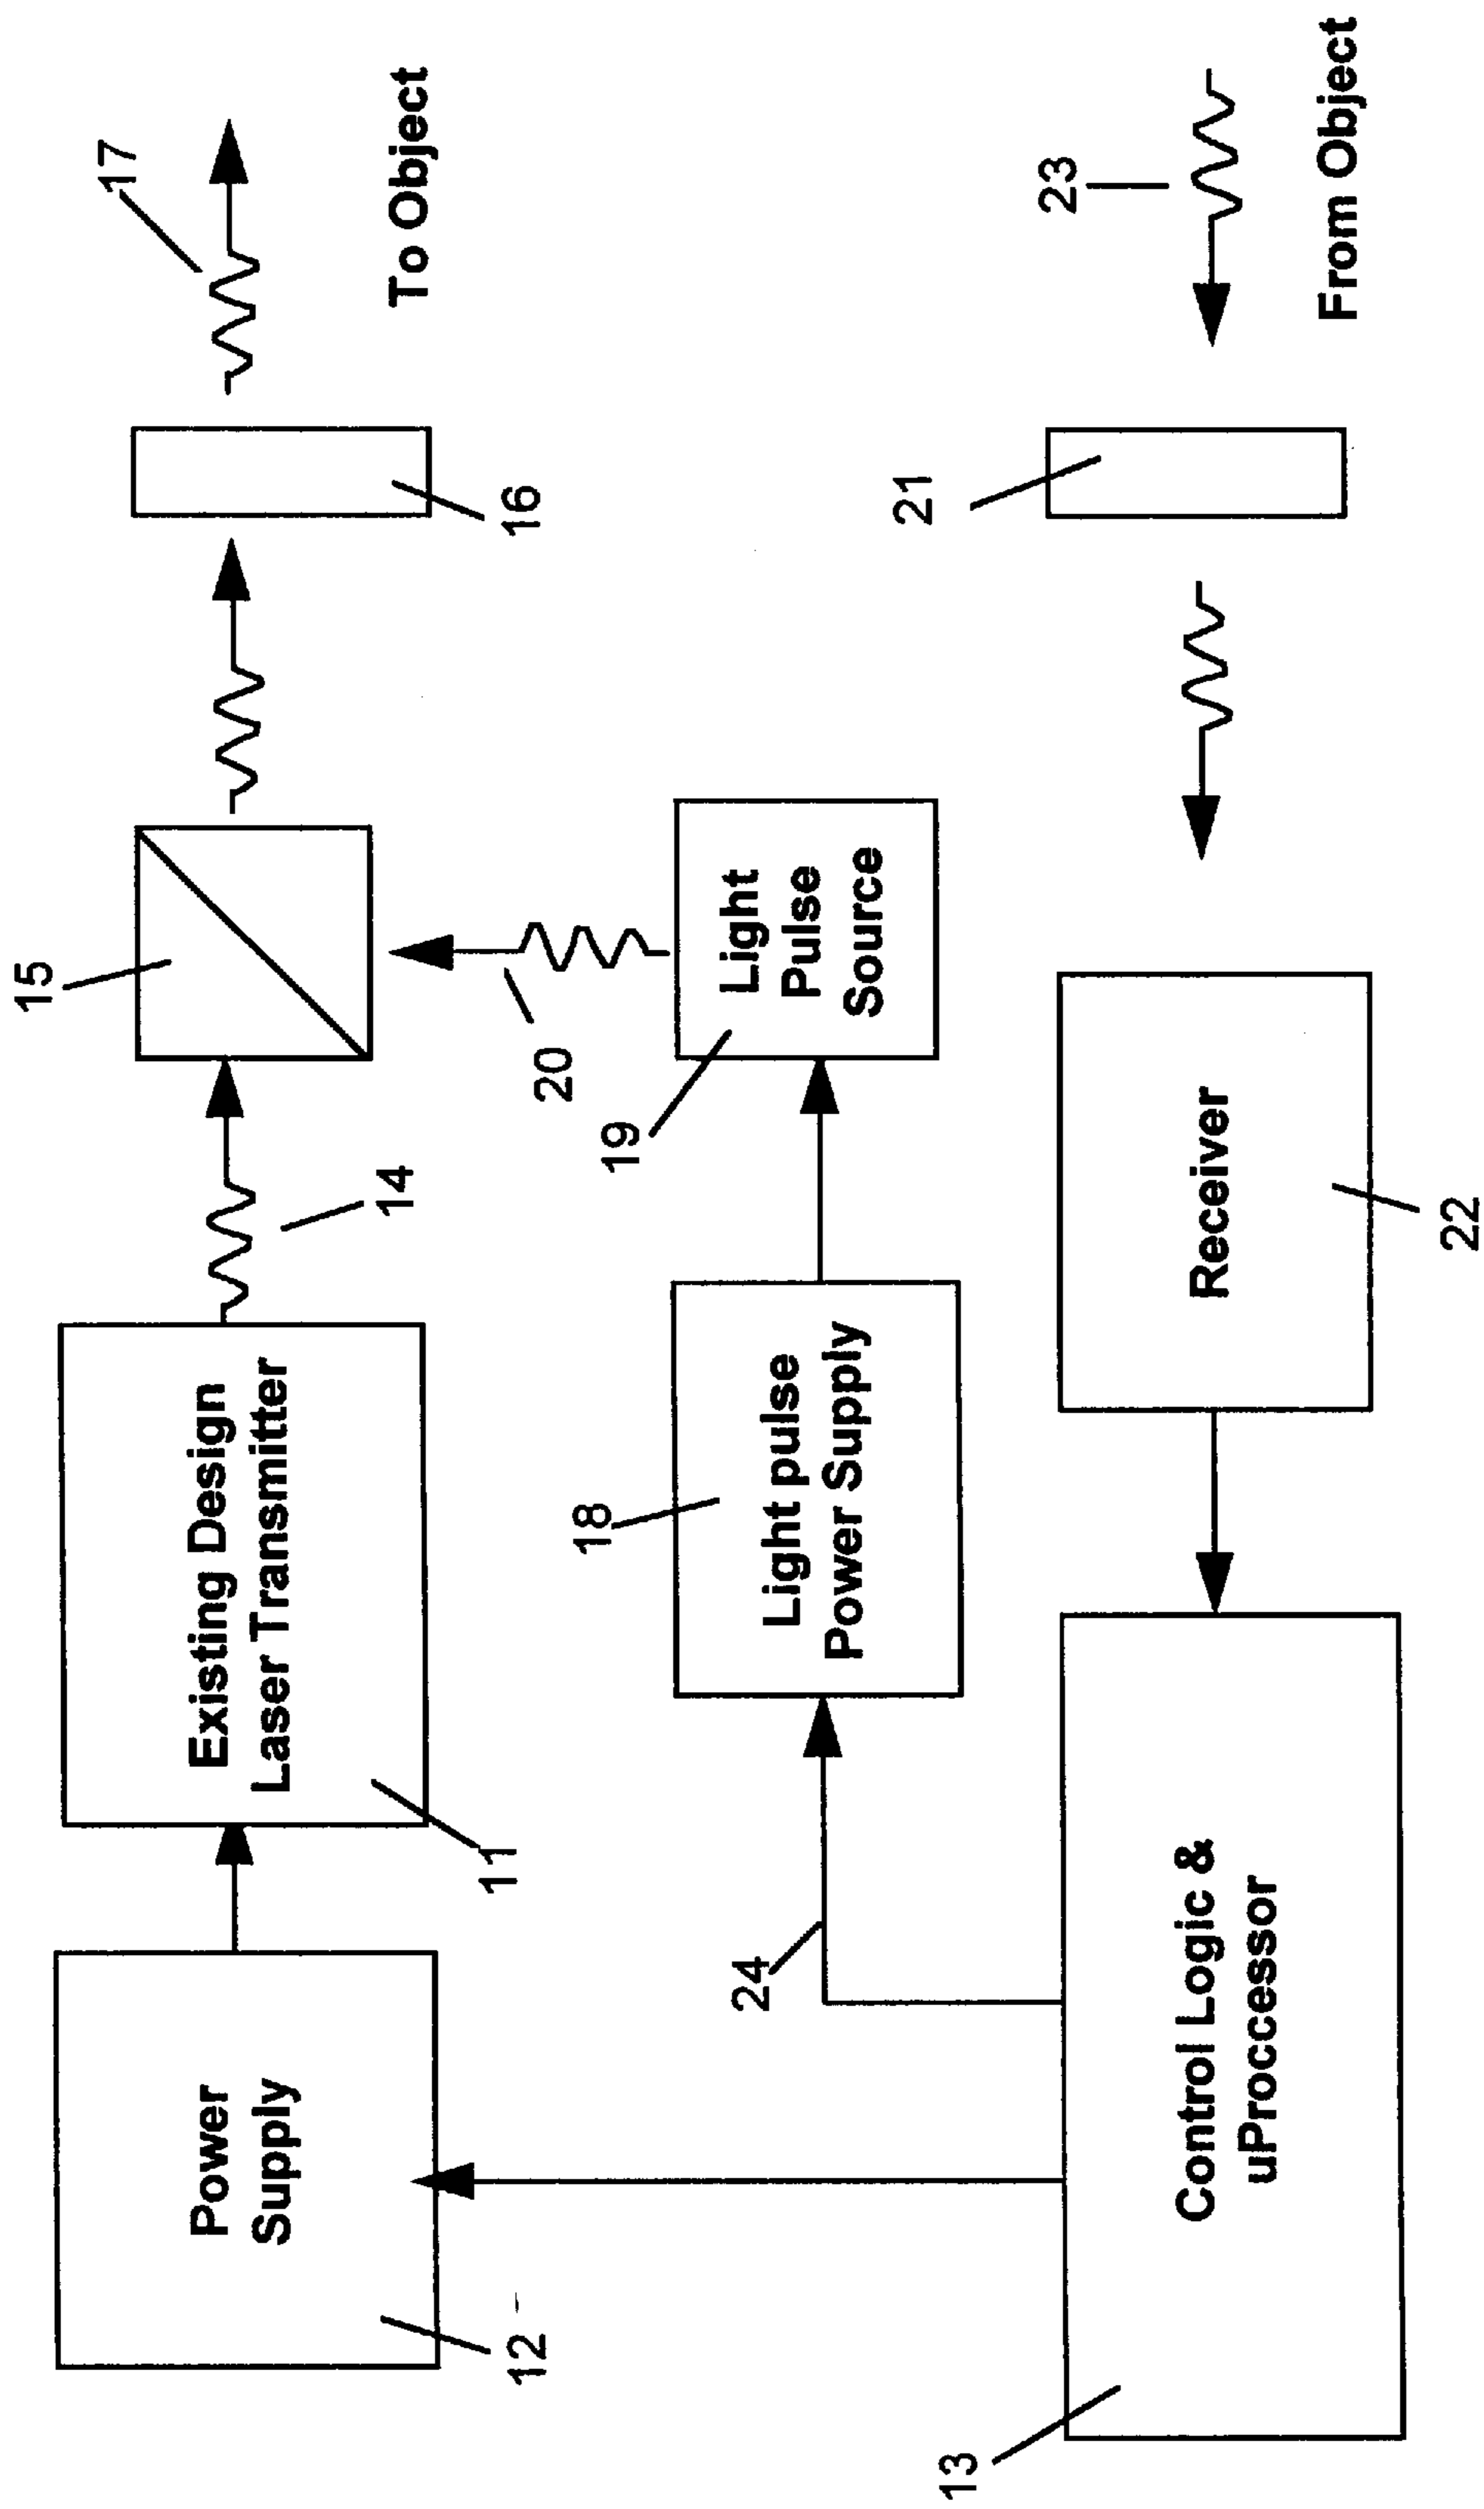 15
17
14
To Object
Existing Design
Laser Transmitter
Power
Supply
11
16
12
20
18
19
24
Light pulse
Power Supply
Light
Pulse
Source
21
13
23
Control Logic &
uProccessor
Receiver
From Object
22